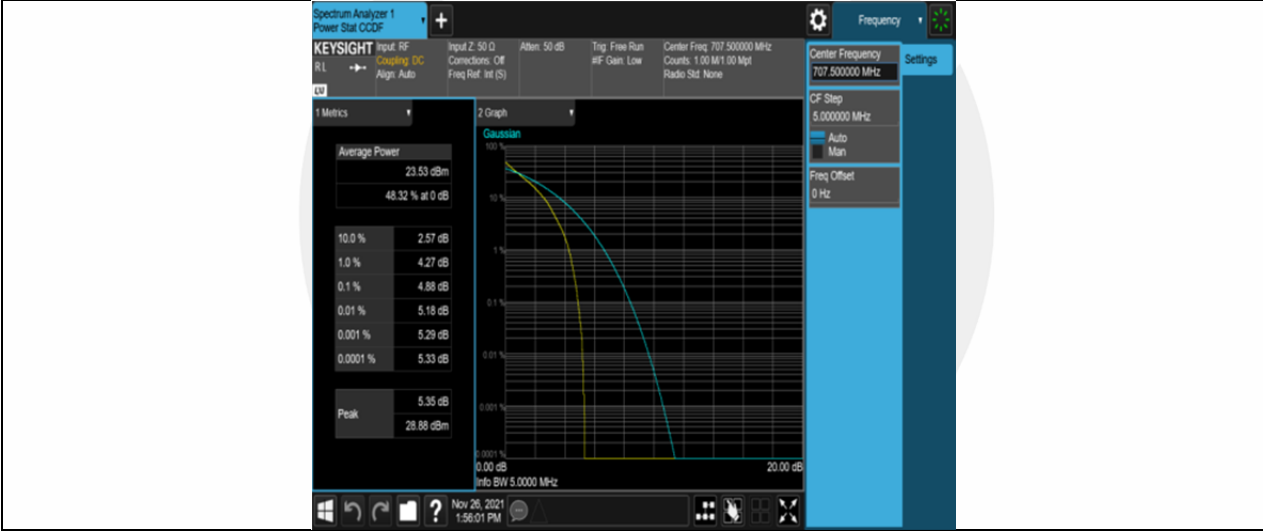 Spectrum Analyzer 1
Power Stat CCDF
+
Frequency
KEYSIGHT
Input: RF
Coupling: DC
Align: Auto
RL
LV
Input Z: 50 Ω
Corrections: Off
Freq Ref: Int (S)
Atten: 50 dB
Trig: Free Run
#IF Gain: Low
Center Freq: 707.500000 MHz
Counts: 1.00 M/1.00 Mpt
Radio Std: None
Center Frequency
707.500000 MHz
Settings
CF Step
5.000000 MHz
Auto
Man
Freq Offset
0 Hz
1 Metrics
Average Power
23.53 dBm
48.32 % at 0 dB
10.0 % 2.57 dB
1.0 % 4.27 dB
0.1 % 4.88 dB
0.01 % 5.18 dB
0.001 % 5.29 dB
0.0001 % 5.33 dB
Peak
5.35 dB
28.88 dBm
2 Graph
Gaussian
100 %
10 %
1 %
0.1 %
0.01 %
0.001 %
0.0001 %
0.00 dB
20.00 dB
Info BW 5.0000 MHz
?
Nov 26, 2021
1:56:01 PM